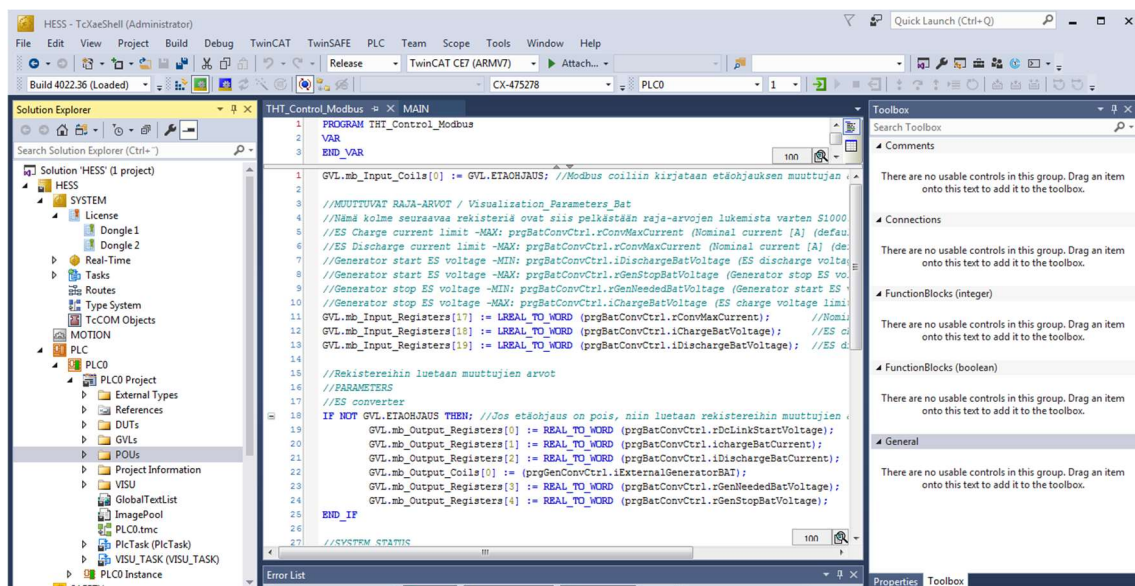 HESS - TcXaeShell (Administrator)
Quick Launch (Ctrl+Q)
File Edit View Project Build Debug TwinCAT TwinSAFE PLC Team Scope Tools Window Help
Release TwinCAT CE7 (ARMV7) Attach...
Build 4022.36 (Loaded) CX-475278 PLC0 1
Solution Explorer
Search Solution Explorer (Ctrl+¨)
Solution 'HESS' (1 project)
HESS
SYSTEM
License
Dongle 1
Dongle 2
Real-Time
Tasks
Routes
Type System
TcCOM Objects
MOTION
PLC
PLC0
PLC0 Project
External Types
References
DUTs
GVLs
POUs
Project Information
VISU
GlobalTextList
ImagePool
PLC0.tmc
PlcTask (PlcTask)
VISU_TASK (VISU_TASK)
PLC0 Instance
THT_Control_Modbus MAIN
1 PROGRAM THT_Control_Modbus
2 VAR
3 END_VAR
100
1 GVL.mb_Input_Coils[0] := GVL.ETAOHJAUS; //Modbus coiliin kirjataan etäohjauksen muuttujan
2
3 //MUUTTUVAT RAJA-ARVOT / Visualization_Parameters_Bat
4 //Nämä kolme seuraavaa rekisteriä ovat siis pelkästään raja-arvojen lukemista varten S1000
5 //ES Charge current limit -MAX: prgBatConvCtrl.rConvMaxCurrent (Nominal current [A] (defau
6 //ES Discharge current limit -MAX: prgBatConvCtrl.rConvMaxCurrent (Nominal current [A] (de
7 //Generator start ES voltage -MIN: prgBatConvCtrl.iDischargeBatVoltage (ES discharge volta
8 //Generator start ES voltage -MAX: prgBatConvCtrl.rGenStopBatVoltage (Generator stop ES vo
9 //Generator stop ES voltage -MIN: prgBatConvCtrl.rGenNeededBatVoltage (Generator start ES
10 //Generator stop ES voltage -MAX: prgBatConvCtrl.iChargeBatVoltage (ES charge voltage limi
11 GVL.mb_Input_Registers[17] := LREAL_TO_WORD (prgBatConvCtrl.rConvMaxCurrent); //Nomi
12 GVL.mb_Input_Registers[18] := LREAL_TO_WORD (prgBatConvCtrl.iChargeBatVoltage); //ES c
13 GVL.mb_Input_Registers[19] := LREAL_TO_WORD (prgBatConvCtrl.iDischargeBatVoltage); //ES d
14
15 //Rekistereihin luetaan muuttujien arvot
16 //PARAMETERS
17 //ES converter
18 IF NOT GVL.ETAOHJAUS THEN; //Jos etäohjaus on pois, niin luetaan rekistereihin muuttujien
19 GVL.mb_Output_Registers[0] := REAL_TO_WORD (prgBatConvCtrl.rDcLinkStartVoltage);
20 GVL.mb_Output_Registers[1] := REAL_TO_WORD (prgBatConvCtrl.ichargeBatCurrent);
21 GVL.mb_Output_Registers[2] := REAL_TO_WORD (prgBatConvCtrl.iDischargeBatCurrent);
22 GVL.mb_Output_Coils[0] := (prgGenConvCtrl.iExternalGeneratorBAT);
23 GVL.mb_Output_Registers[3] := REAL_TO_WORD (prgBatConvCtrl.rGenNeededBatVoltage);
24 GVL.mb_Output_Registers[4] := REAL_TO_WORD (prgBatConvCtrl.rGenStopBatVoltage);
25 END_IF
26
27 //SYSTEM STATUS
100
Error List
Toolbox
Search Toolbox
Comments
There are no usable controls in this group. Drag an item
onto this text to add it to the toolbox.
Connections
There are no usable controls in this group. Drag an item
onto this text to add it to the toolbox.
FunctionBlocks (integer)
There are no usable controls in this group. Drag an item
onto this text to add it to the toolbox.
FunctionBlocks (boolean)
There are no usable controls in this group. Drag an item
onto this text to add it to the toolbox.
General
There are no usable controls in this group. Drag an item
onto this text to add it to the toolbox.
Properties Toolbox